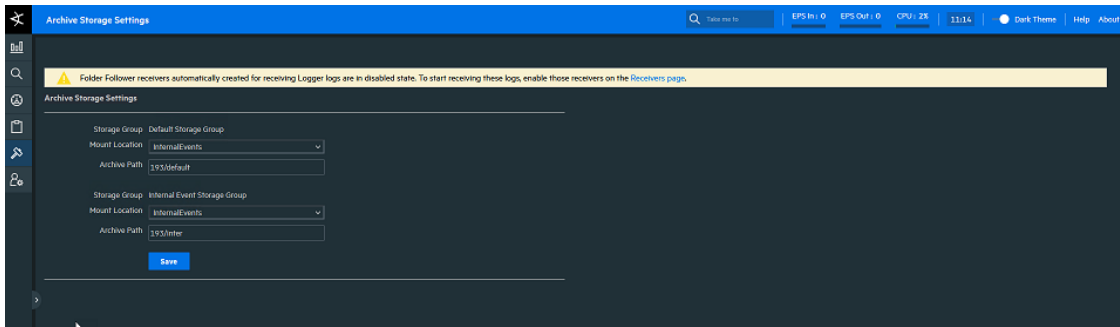 Archive Storage Settings
Take me to
EPS In : 0
EPS Out : 0
CPU : 2%
11:14
Dark Theme
Help
About
Folder Follower receivers automatically created for receiving Logger logs are in disabled state. To start receiving these logs, enable those receivers on the Receivers page.
Archive Storage Settings
Storage Group Default Storage Group
Mount Location InternalEvents
Archive Path 193/default
Storage Group Internal Event Storage Group
Mount Location InternalEvents
Archive Path 193/inter
Save